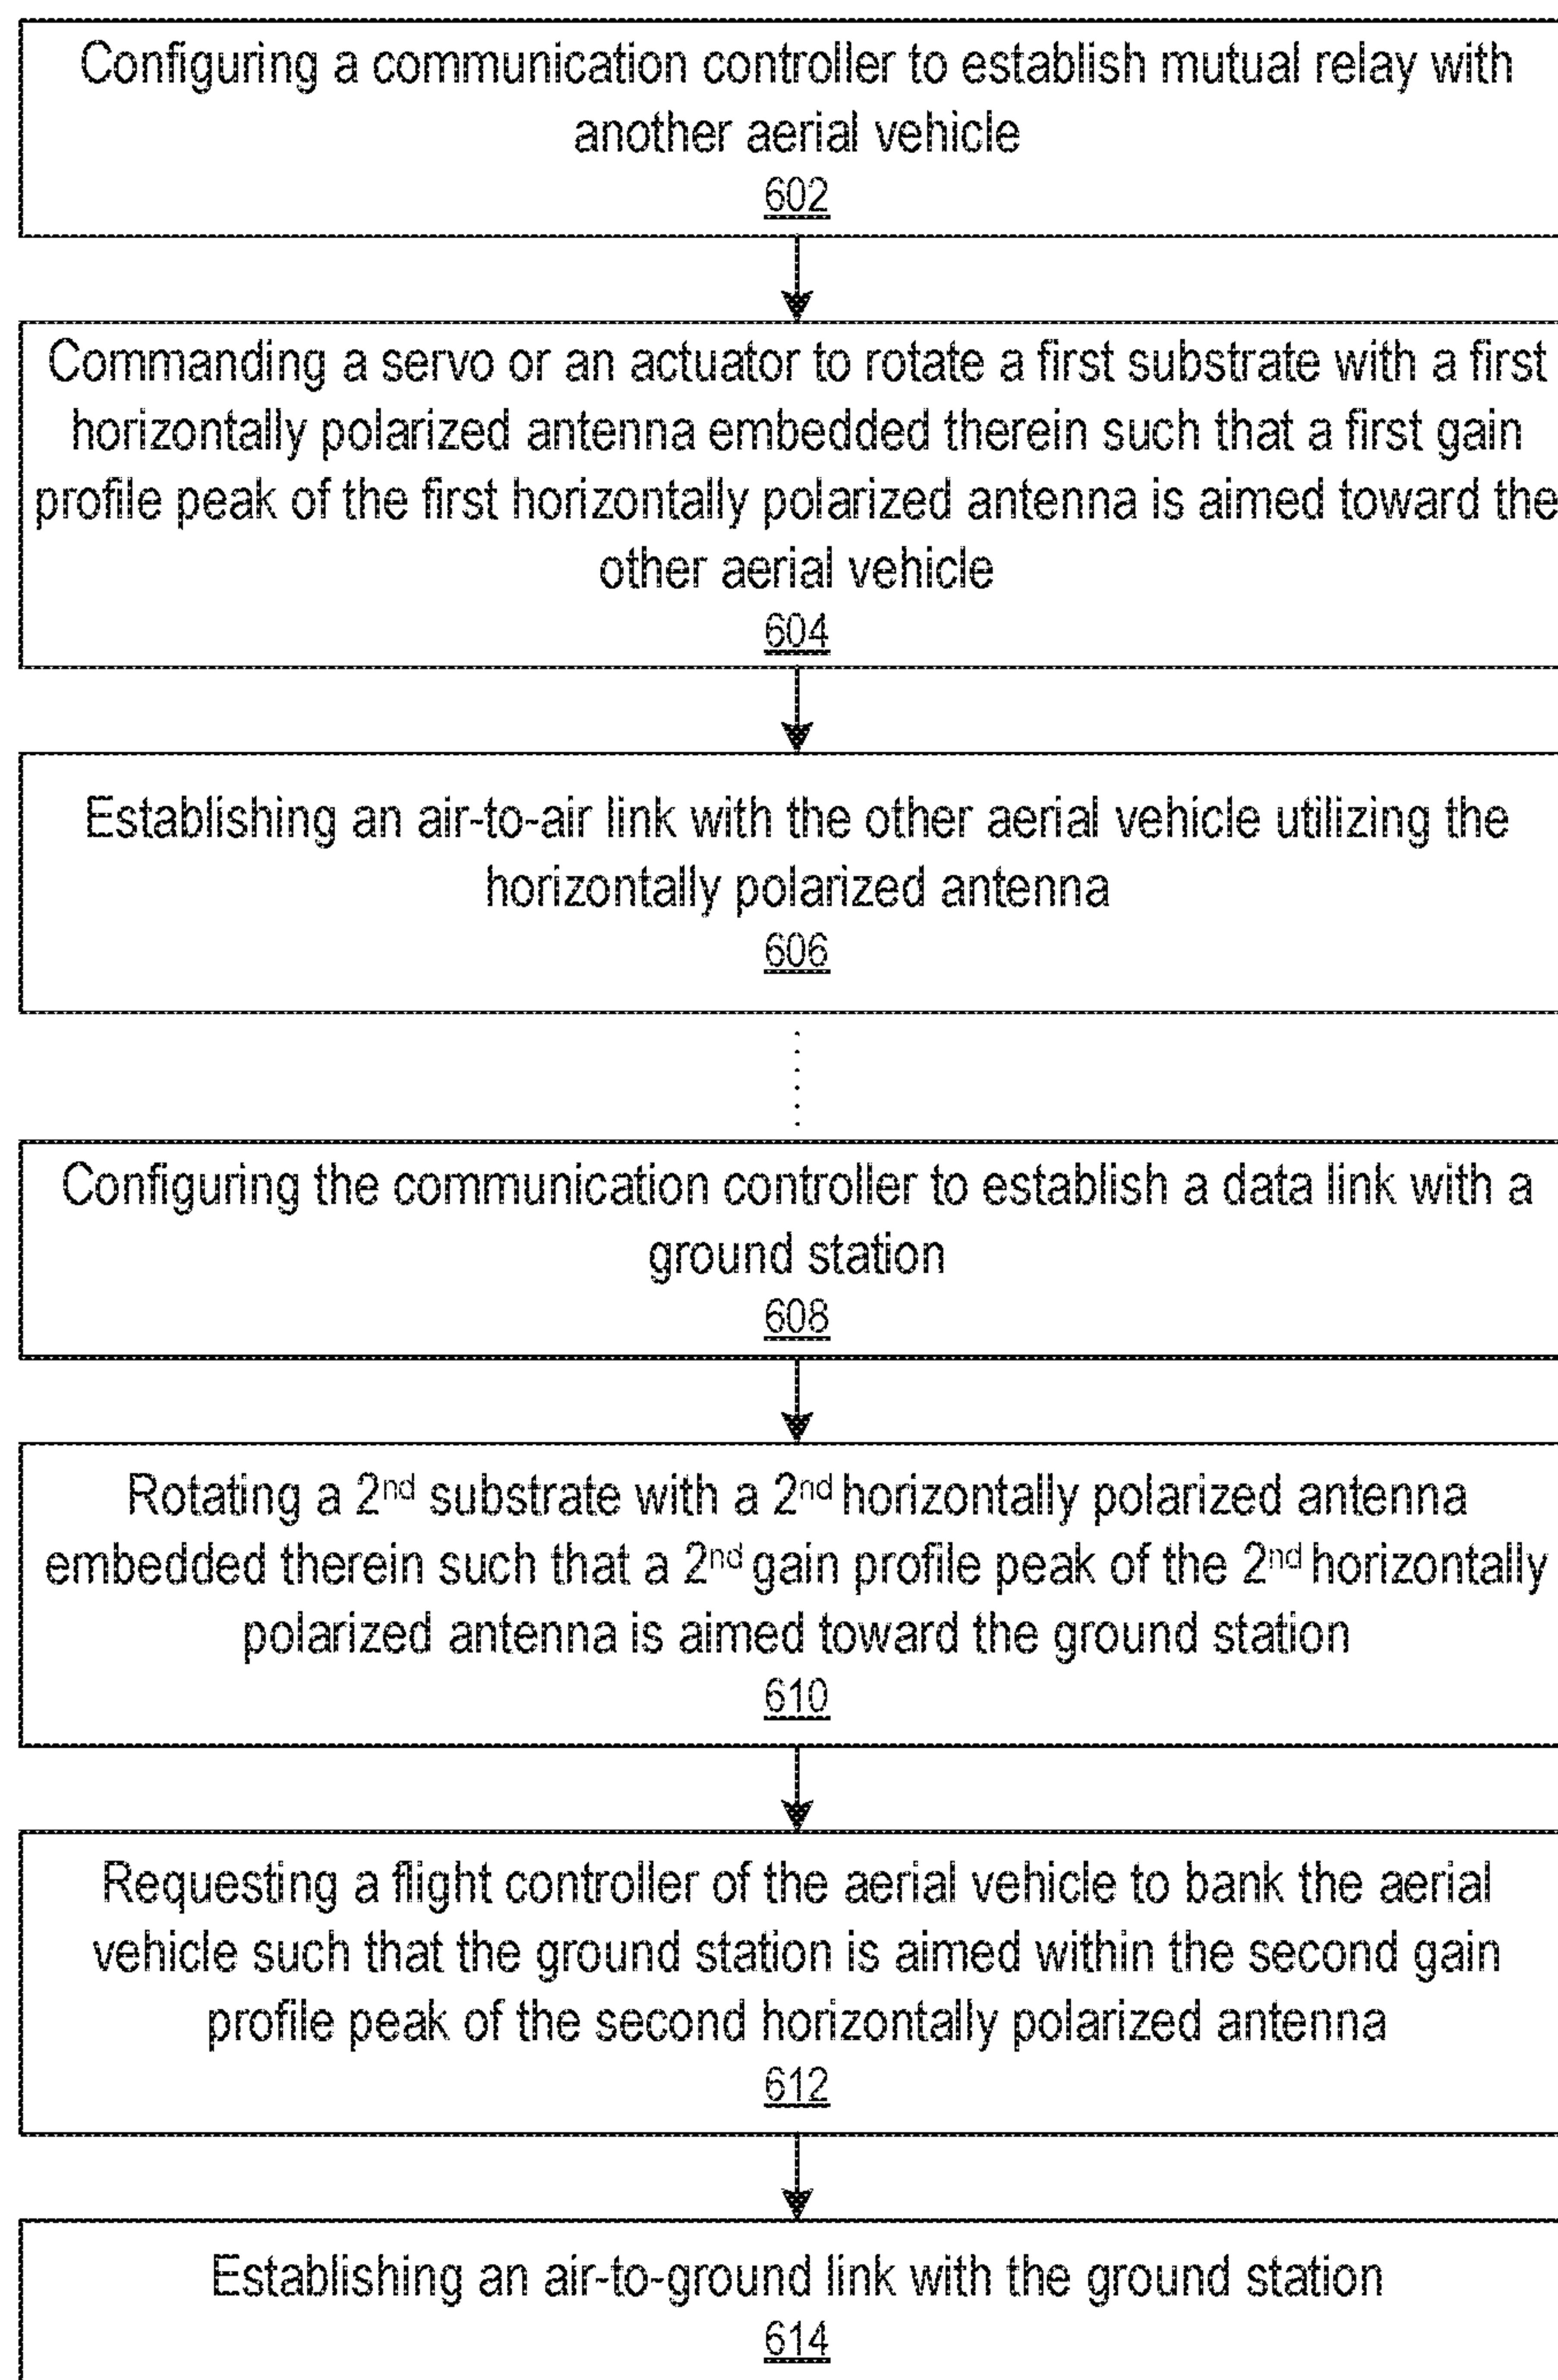 Configuring a communication controller to establish mutual relay with
another aerial vehicle
602
Commanding a servo or an actuator to rotate a first substrate with a first
horizontally polarized antenna embedded therein such that a first gain
profile peak of the first horizontally polarized antenna is aimed toward the
other aerial vehicle
604
Establishing an air-to-air link with the other aerial vehicle utilizing the
horizontally polarized antenna
606
Configuring the communication controller to establish a data link with a
ground station
608
Rotating a 2nd substrate with a 2nd horizontally polarized antenna
embedded therein such that a 2nd gain profile peak of the 2nd horizontally
polarized antenna is aimed toward the ground station
610
Requesting a flight controller of the aerial vehicle to bank the aerial
vehicle such that the ground station is aimed within the second gain
profile peak of the second horizontally polarized antenna
612
Establishing an air-to-ground link with the ground station
614